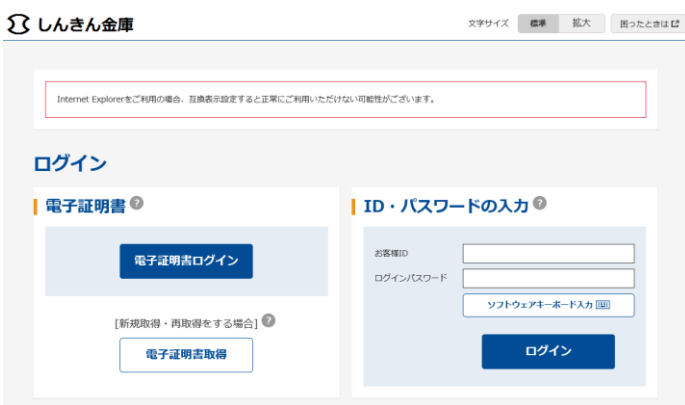 しんきん金庫
文字サイズ 標準 拡大 困ったときは
Internet Explorerをご利用の場合、互換表示設定すると正常にご利用いただけない可能性がございます。
ログイン
電子証明書 ?
電子証明書ログイン
[新規取得・再取得をする場合] ?
電子証明書取得
ID・パスワードの入力 ?
お客様ID
ログインパスワード
ソフトウェアキーボード入力
ログイン